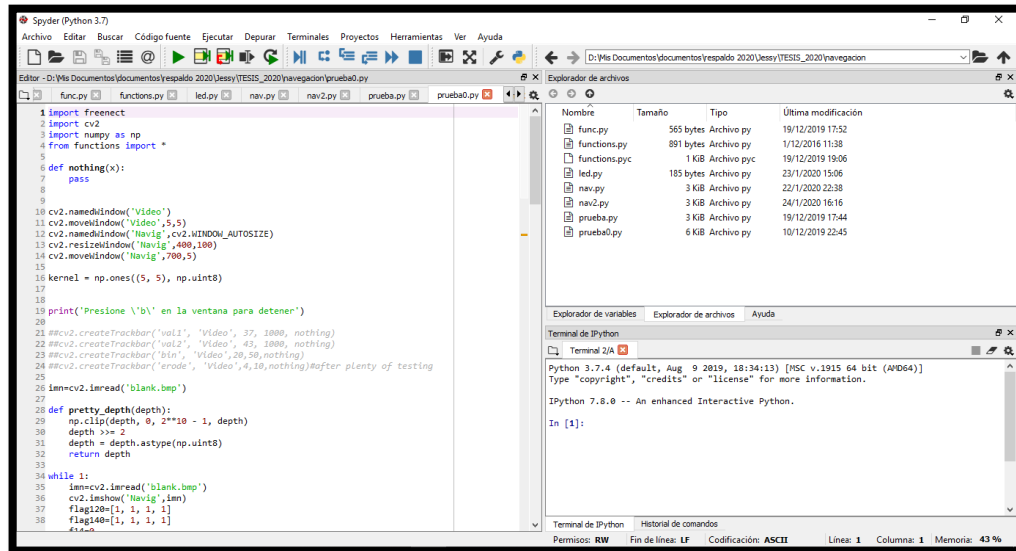 Spyder (Python 3.7)
Archivo Editar Buscar Código fuente Ejecutar Depurar Terminales Proyectos Herramientas Ver Ayuda
D:\Mis Documentos\documentos\respaldo 2020\Jessy\TESIS_2020\navegacion
Editor - D:\Mis Documentos\documentos\respaldo 2020\Jessy\TESIS_2020\navegacion\prueba0.py
func.py functions.py led.py nav.py nav2.py prueba.py prueba0.py
1 import freenect
2 import cv2
3 import numpy as np
4 from functions import *
5
6 def nothing(x):
7     pass
8
9
10 cv2.namedWindow('Video')
11 cv2.moveWindow('Video',5,5)
12 cv2.namedWindow('Navig',cv2.WINDOW_AUTOSIZE)
13 cv2.resizeWindow('Navig',400,100)
14 cv2.moveWindow('Navig',700,5)
15
16 kernel = np.ones((5, 5), np.uint8)
17
18
19 print('Presione \'b\' en la ventana para detener')
20
21 ##cv2.createTrackbar('val1', 'Video', 37, 1000, nothing)
22 ##cv2.createTrackbar('val2', 'Video', 43, 1000, nothing)
23 ##cv2.createTrackbar('bin', 'Video',20,50,nothing)
24 ##cv2.createTrackbar('erode', 'Video',4,10,nothing)#after plenty of testing
25
26 imn=cv2.imread('blank.bmp')
27
28 def pretty_depth(depth):
29     np.clip(depth, 0, 2**10 - 1, depth)
30     depth >>= 2
31     depth = depth.astype(np.uint8)
32     return depth
33
34 while 1:
35     imn=cv2.imread('blank.bmp')
36     cv2.imshow('Navig',imn)
37     flag120=[1, 1, 1, 1]
38     flag140=[1, 1, 1, 1]
Explorador de archivos
Nombre Tamaño Tipo Última modificación
func.py 565 bytes Archivo py 19/12/2019 17:52
functions.py 891 bytes Archivo py 1/12/2016 11:38
functions.pyc 1 KiB Archivo pyc 19/12/2019 19:06
led.py 185 bytes Archivo py 23/1/2020 15:06
nav.py 3 KiB Archivo py 22/1/2020 22:38
nav2.py 3 KiB Archivo py 24/1/2020 16:16
prueba.py 3 KiB Archivo py 19/12/2019 17:44
prueba0.py 6 KiB Archivo py 10/12/2019 22:45
Explorador de variables Explorador de archivos Ayuda
Terminal de IPython
Terminal 2/A
Python 3.7.4 (default, Aug  9 2019, 18:34:13) [MSC v.1915 64 bit (AMD64)]
Type "copyright", "credits" or "license" for more information.
IPython 7.8.0 -- An enhanced Interactive Python.
In [1]:
Terminal de IPython Historial de comandos
Permisos: RW Fin de línea: LF Codificación: ASCII Línea: 1 Columna: 1 Memoria: 43 %